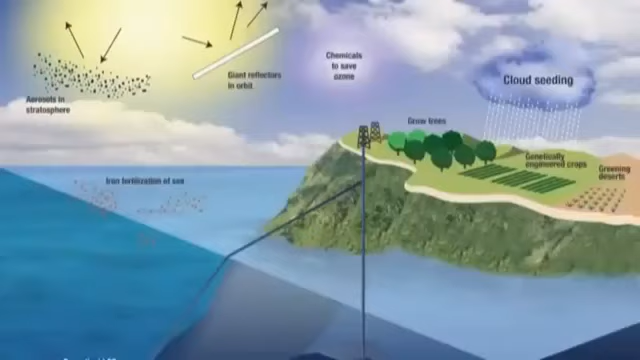 Chemicals
to save
ozone
Giant reflectors
in orbit
Cloud seeding
Aerosols in
stratosphere
Grow trees
Genetically
engineered crops
Greening
deserts
Iron fertilization of sea